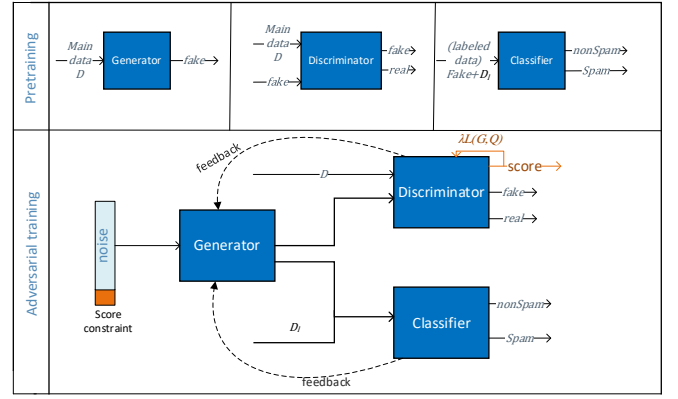 Pretraining
Main
data
D
Generator
fake
Main
data
D
fake
Discriminator
fake
real
(labeled
data)
Fake+Dl
Classifier
nonSpam
Spam
Adversarial training
noise
Score
constraint
Generator
feedback
D
λL(G,Q)
score
Discriminator
fake
real
Dl
Classifier
nonSpam
Spam
feedback